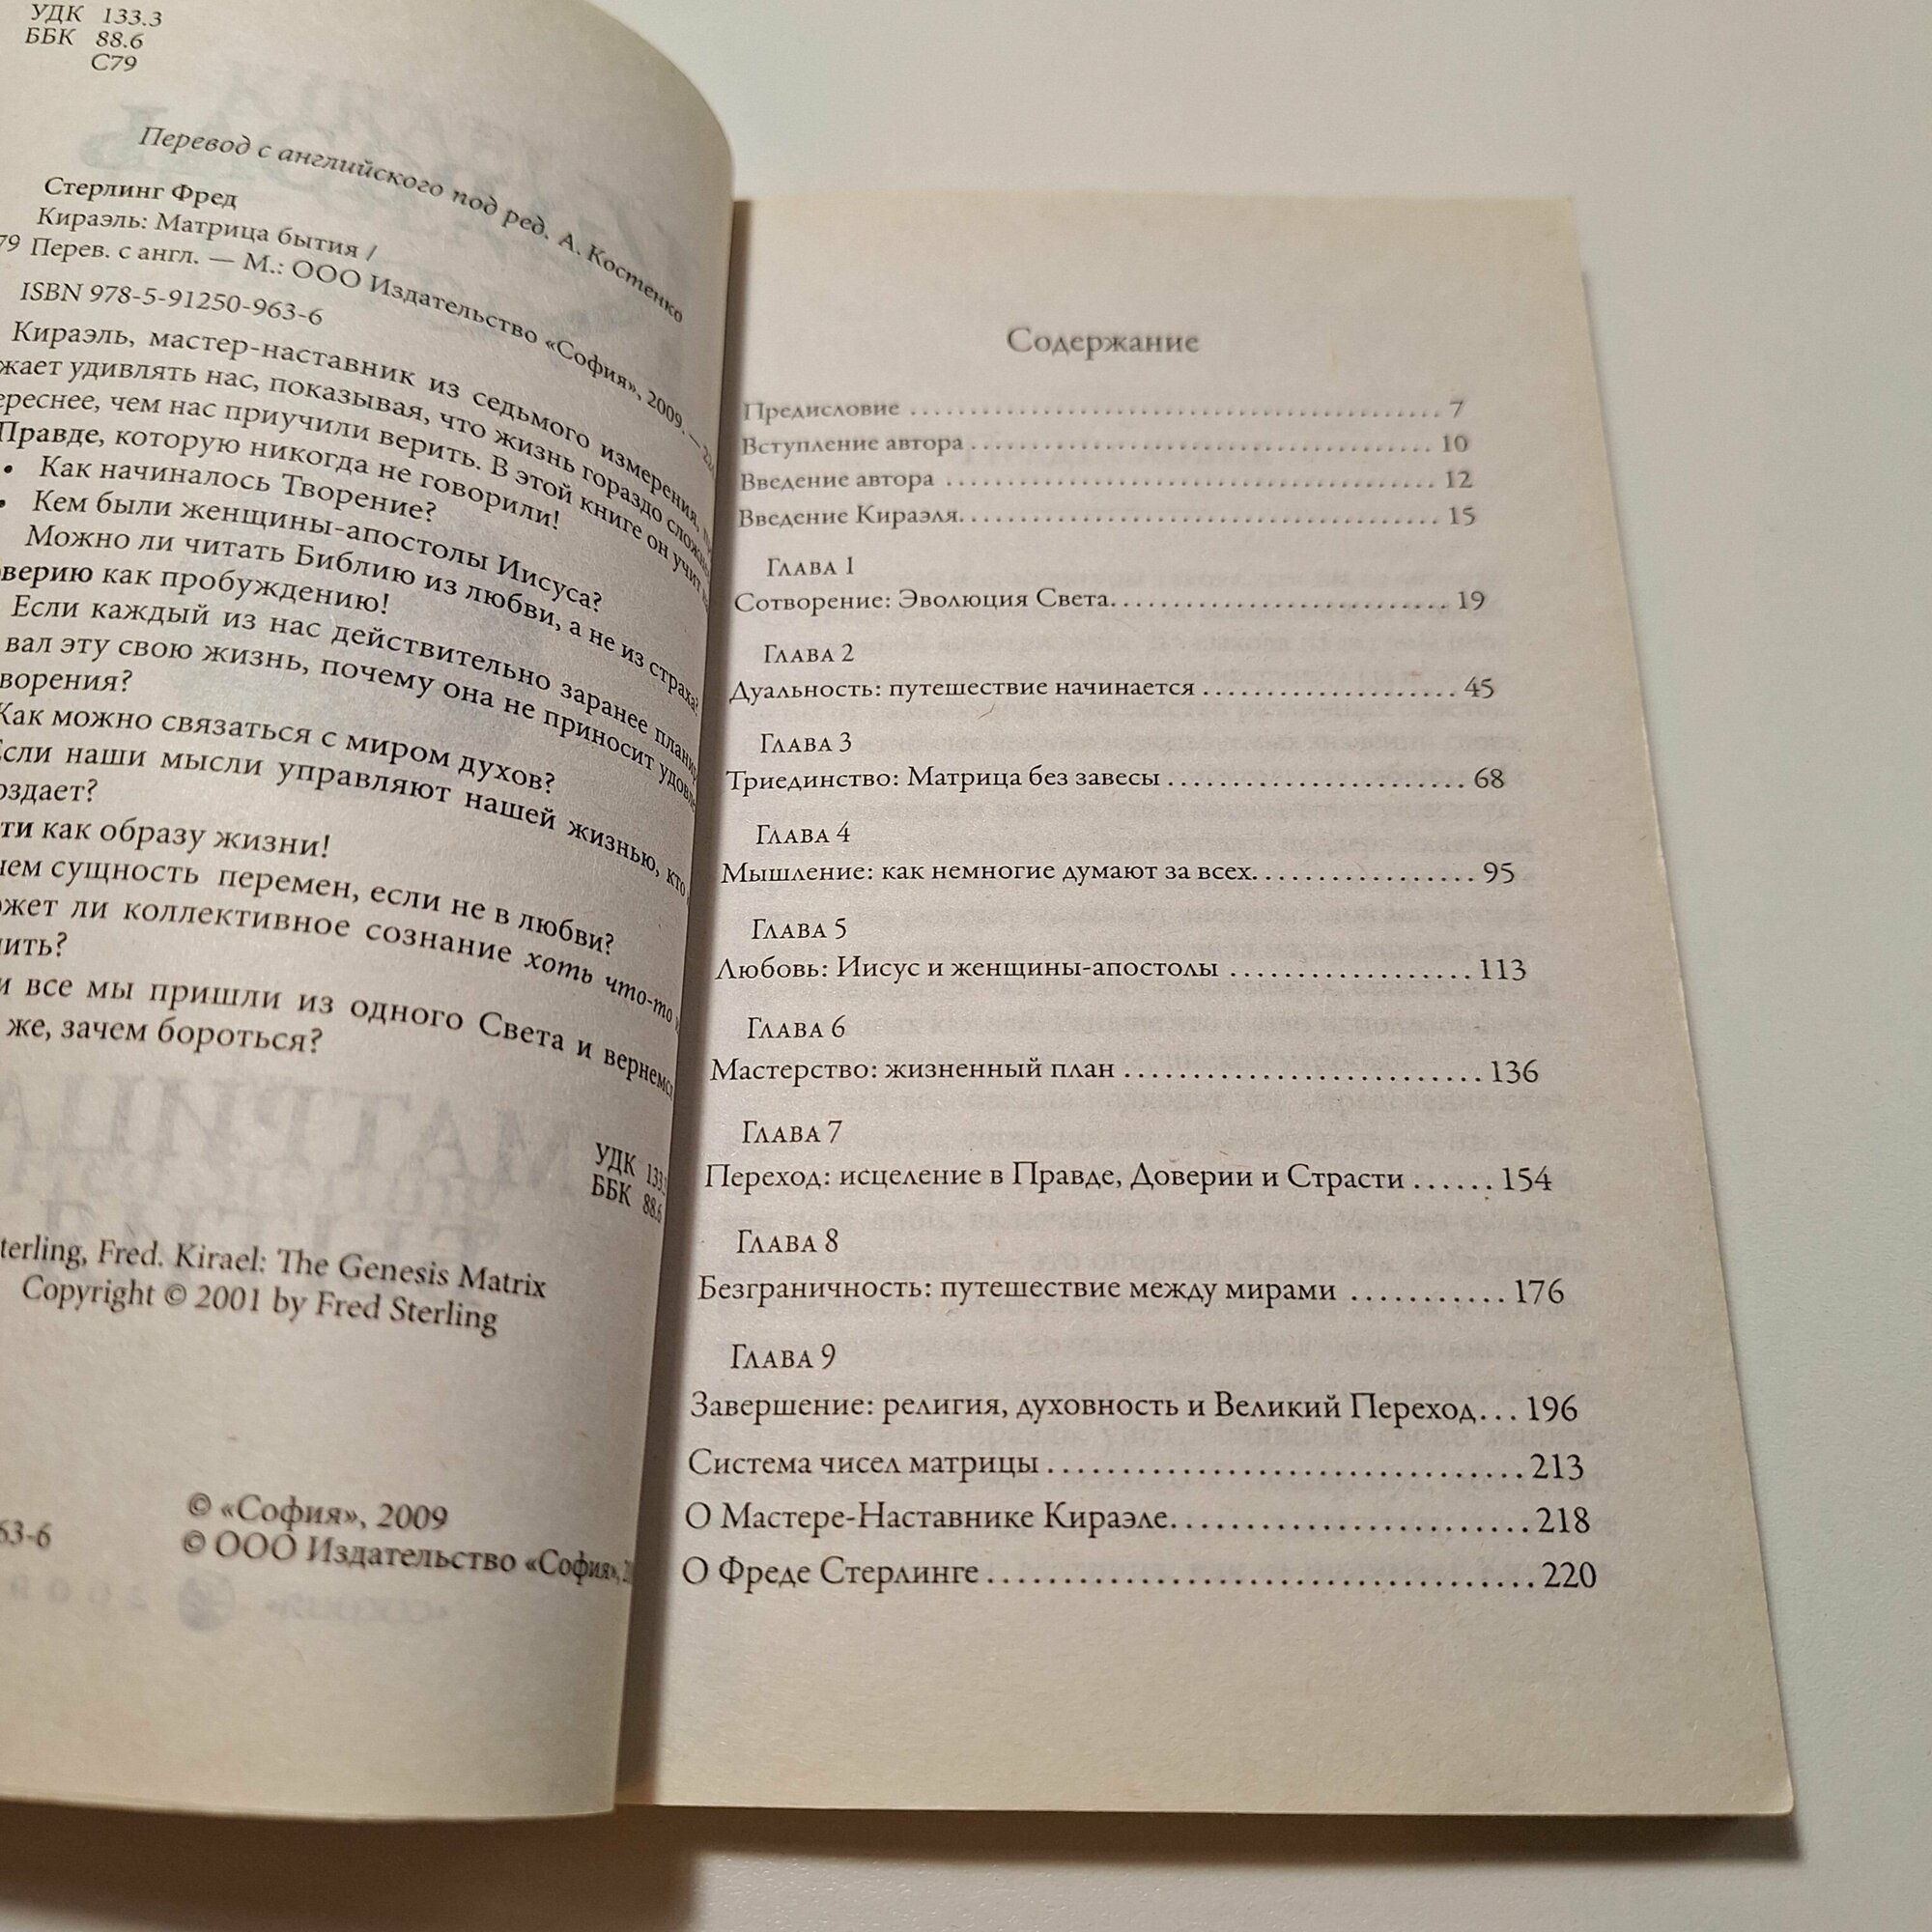 УДК 133.3
ББК 88.6
С79
Перевод с английского под ред. А. Костенко
Стерлинг Фред
Кираэль: Матрица бытия /
79 Перев. с англ. — М.: ООО Издательство «София», 2009. —
ISBN 978-5-91250-963-6
Кираэль, мастер-наставник из седьмого измерения,
жает удивлять нас, показывая, что жизнь гораздо
ереснее, чем нас приучили верить. В этой книге он учит
Правде, которую никогда не говорили!
• Как начиналось Творение?
• Кем были женщины-апостолы Иисуса?
Можно ли читать Библию из любви, а не из страха?
оверию как пробуждению!
Если каждый из нас действительно заранее
вал эту свою жизнь, почему она не приносит
ворения?
Как можно связаться с миром духов?
Если наши мысли управляют нашей жизнью, кто
оздает?
ти как образу жизни!
чем сущность перемен, если не в любви?
ожет ли коллективное сознание хоть что-то
ить?
и все мы пришли из одного Света и
же, зачем бороться?
УДК 133.
ББК 88.6
terling, Fred. Kirael: The Genesis Matrix
Copyright © 2001 by Fred Sterling
© «София», 2009
63-6 © ООО Издательство «София»,
Содержание
Предисловие ........................................ 7
Вступление автора ........................................ 10
Введение автора ........................................ 12
Введение Кираэля ........................................ 15
Глава 1
Сотворение: Эволюция Света ........................................ 19
Глава 2
Дуальность: путешествие начинается ........................................ 45
Глава 3
Триединство: Матрица без завесы ........................................ 68
Глава 4
Мышление: как немногие думают за всех ........................................ 95
Глава 5
Любовь: Иисус и женщины-апостолы ........................................ 113
Глава 6
Мастерство: жизненный план ........................................ 136
Глава 7
Переход: исцеление в Правде, Доверии и Страсти ...... 154
Глава 8
Безграничность: путешествие между мирами ........... 176
Глава 9
Завершение: религия, духовность и Великий Переход... 196
Система чисел матрицы ........................................ 213
О Мастере-Наставнике Кираэле ........................................ 218
О Фреде Стерлинге ........................................ 220